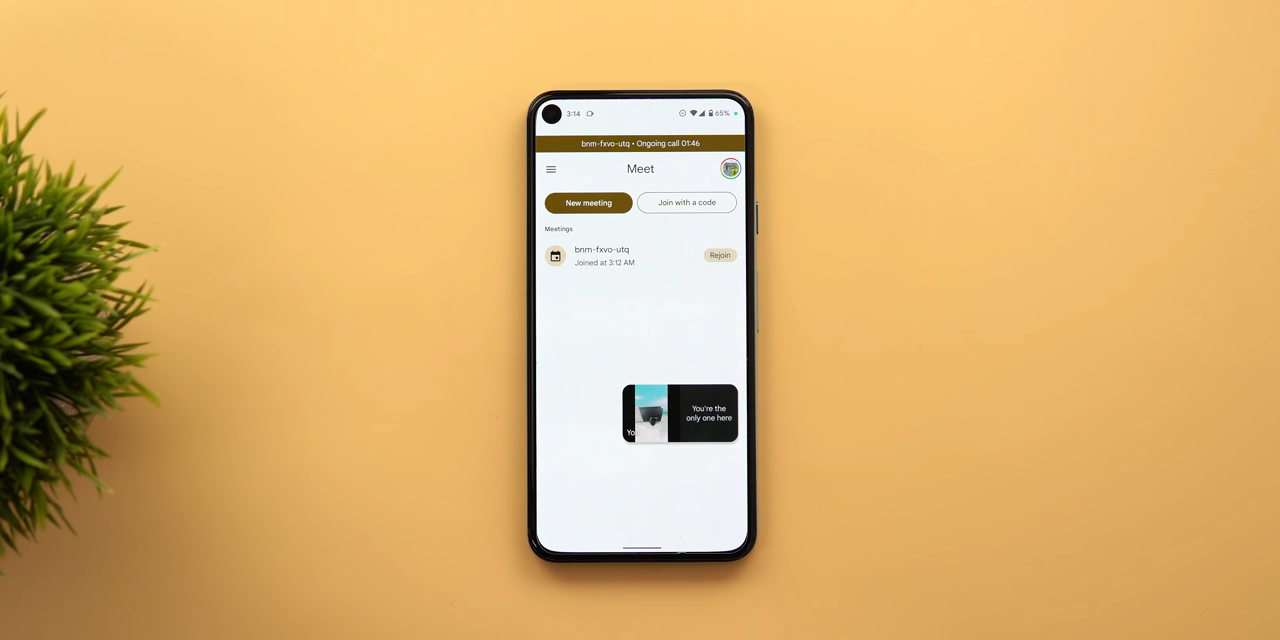 3:14
65%
bnm-fxvo-utq • Ongoing call 01:46
Meet
New meeting
Join with a code
Meetings
bnm-fxvo-utq
Joined at 3:12 AM
Rejoin
You're the
only one here